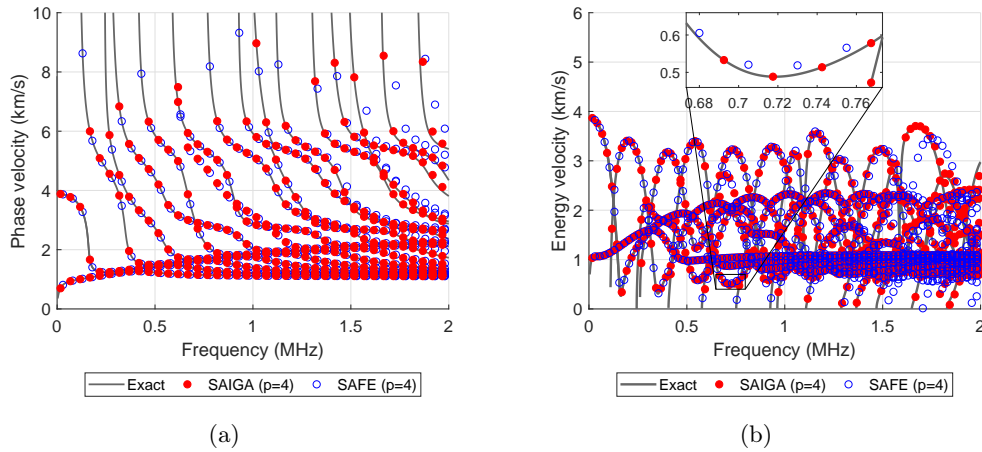 10
8
6
4
2
0
Phase velocity (km/s)
0 0.5 1 1.5 2
Frequency (MHz)
Exact SAIGA (p=4) SAFE (p=4)
(a)
6
5
4
3
2
1
0
Energy velocity (km/s)
0.6
0.5
0.68 0.7 0.72 0.74 0.76
0 0.5 1 1.5 2
Frequency (MHz)
Exact SAIGA (p=4) SAFE (p=4)
(b)